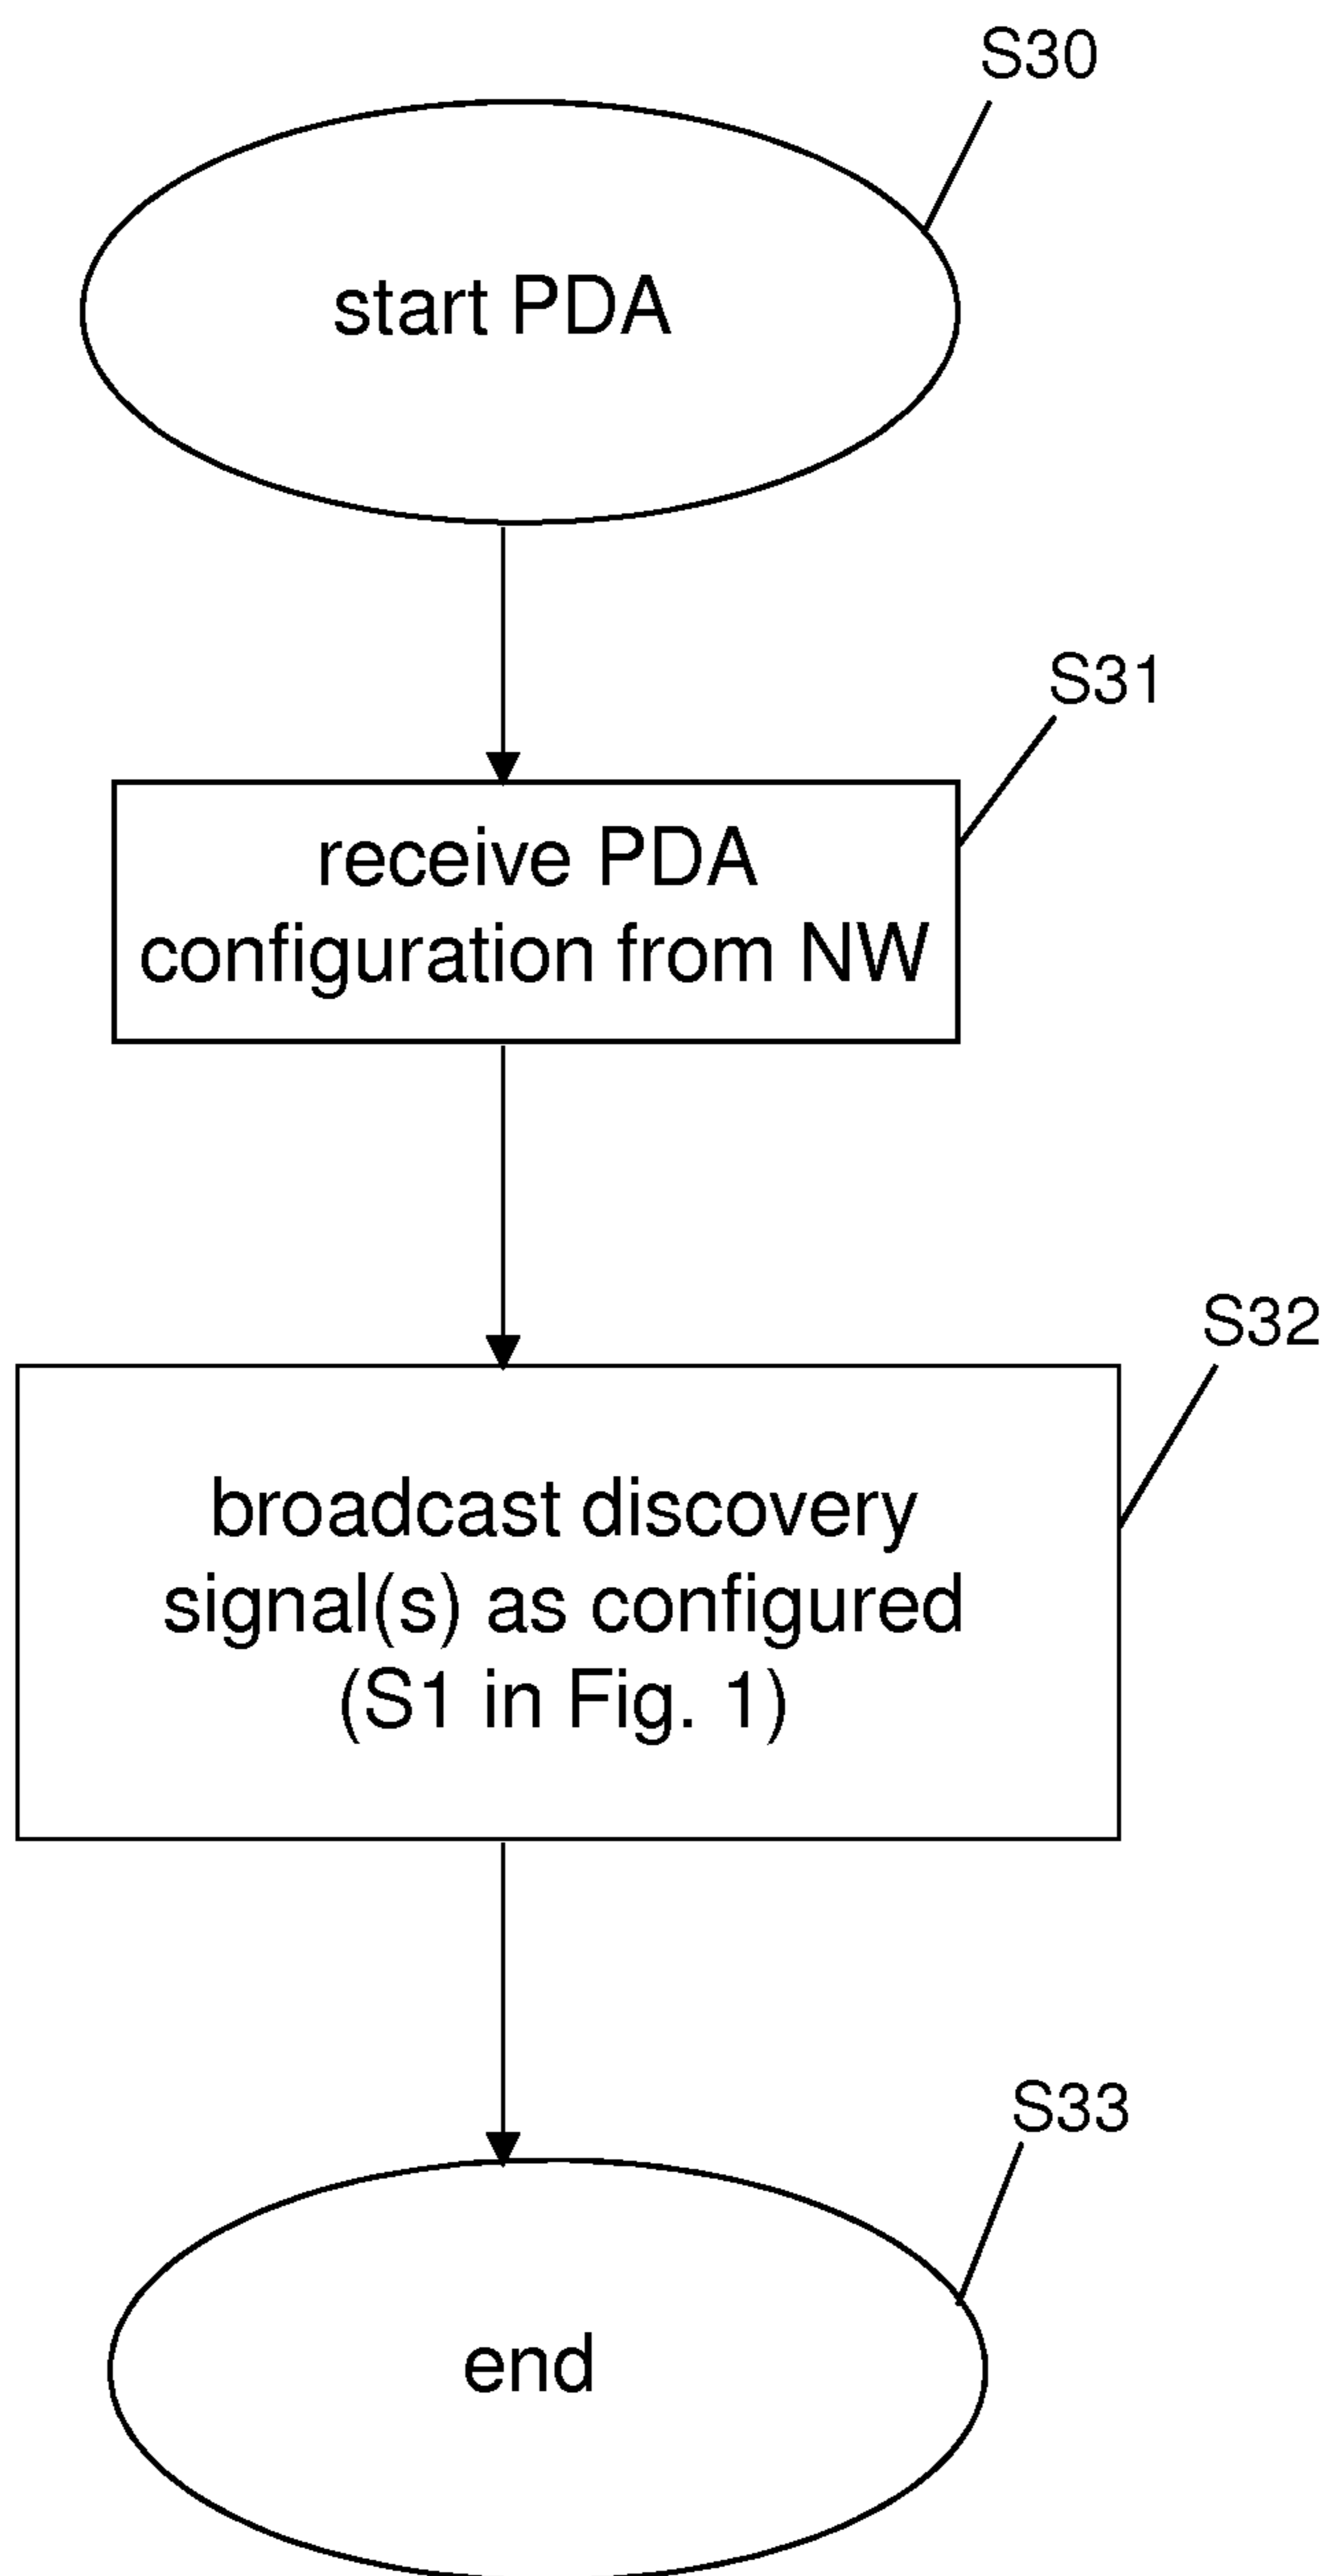 S30
start PDA
S31
receive PDA
configuration from NW
S32
broadcast discovery
signal(s) as configured
(S1 in Fig. 1)
S33
end